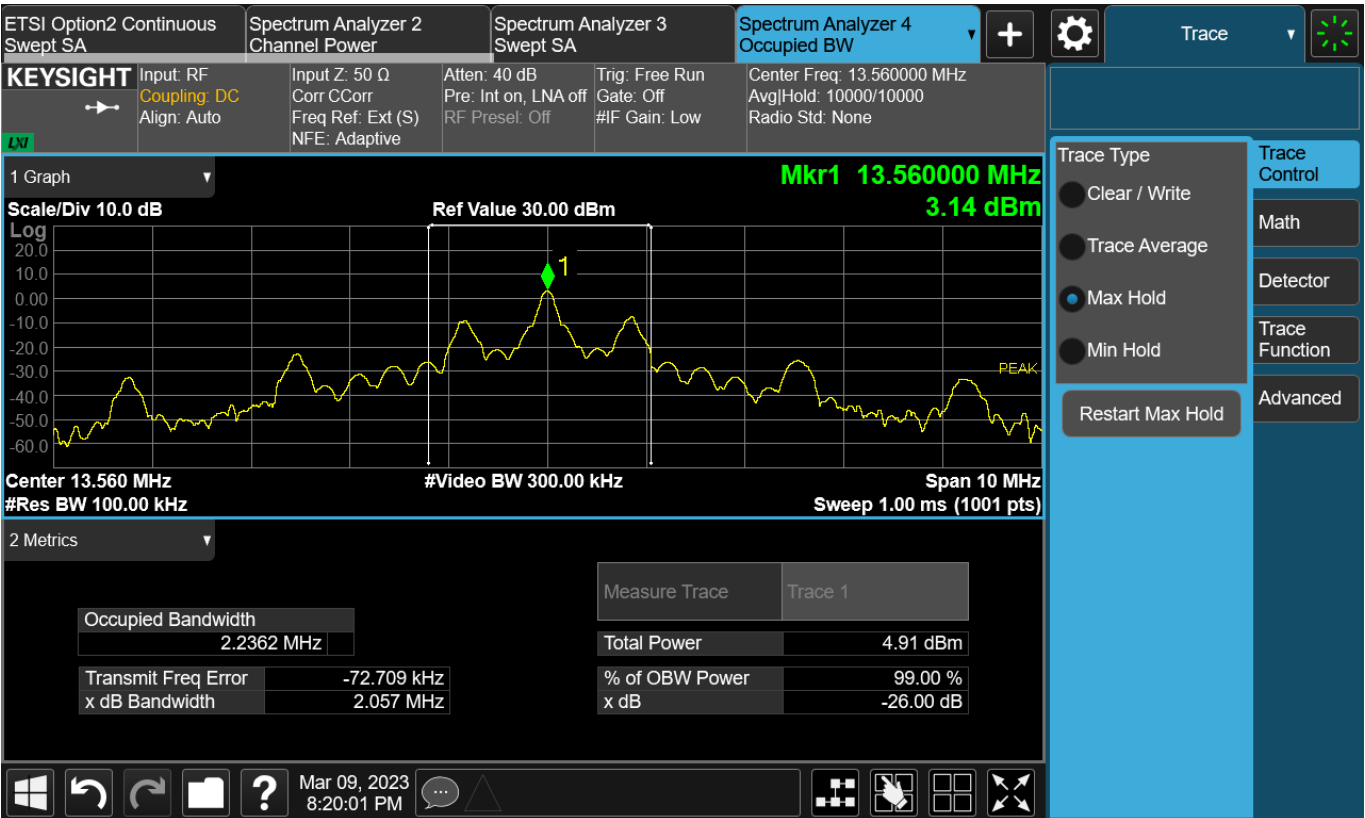 ETSI Option2 Continuous
Swept SA
Spectrum Analyzer 2
Channel Power
Spectrum Analyzer 3
Swept SA
Spectrum Analyzer 4
Occupied BW
Trace
KEYSIGHT
LXI
Input: RF
Coupling: DC
Align: Auto
Input Z: 50 Ω
Corr CCorr
Freq Ref: Ext (S)
NFE: Adaptive
Atten: 40 dB
Pre: Int on, LNA off
RF Presel: Off
Trig: Free Run
Gate: Off
#IF Gain: Low
Center Freq: 13.560000 MHz
Avg|Hold: 10000/10000
Radio Std: None
1 Graph
Mkr1 13.560000 MHz
Scale/Div 10.0 dB
Ref Value 30.00 dBm
3.14 dBm
Log
20.0
10.0
0.00
-10.0
-20.0
-30.0
-40.0
-50.0
-60.0
1
PEAK
Center 13.560 MHz
#Video BW 300.00 kHz
Span 10 MHz
#Res BW 100.00 kHz
Sweep 1.00 ms (1001 pts)
2 Metrics
Measure Trace
Trace 1
Occupied Bandwidth
2.2362 MHz
Total Power 4.91 dBm
Transmit Freq Error -72.709 kHz
% of OBW Power 99.00 %
x dB Bandwidth 2.057 MHz
x dB -26.00 dB
Trace Type
Clear / Write
Trace Average
Max Hold
Min Hold
Restart Max Hold
Trace
Control
Math
Detector
Trace
Function
Advanced
?
Mar 09, 2023
8:20:01 PM